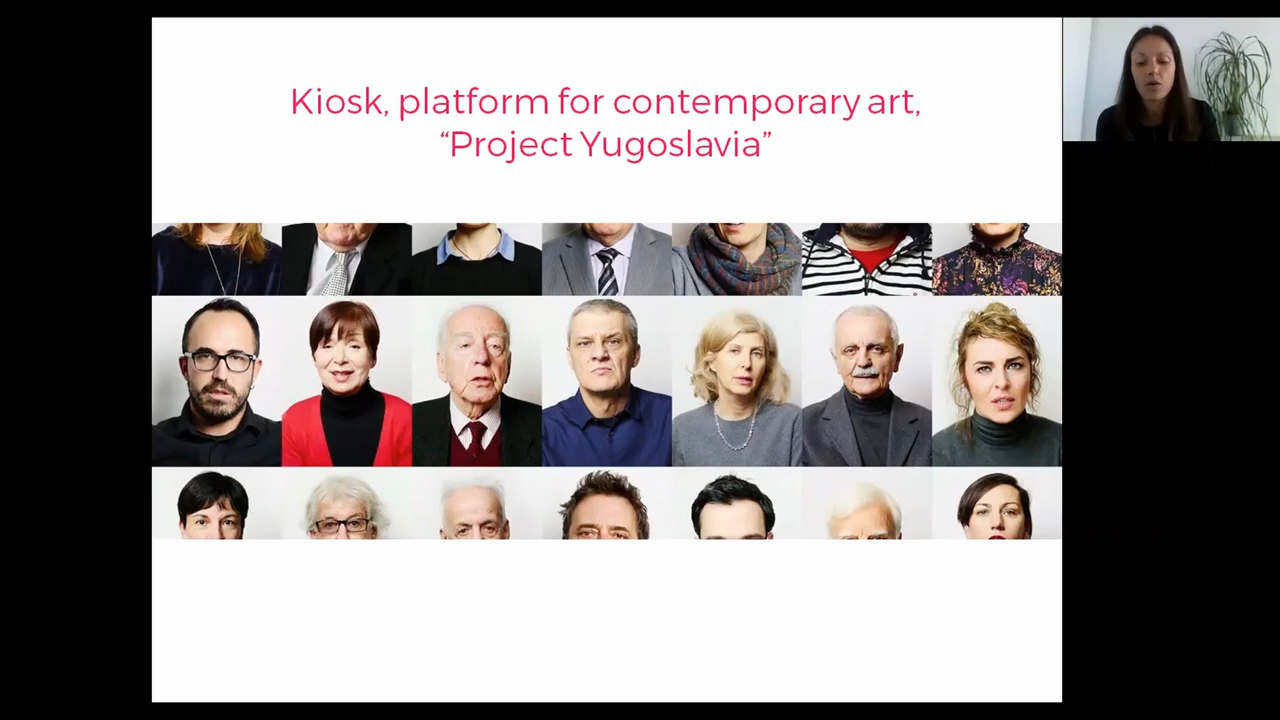 Kiosk, platform for contemporary art,
“Project Yugoslavia”